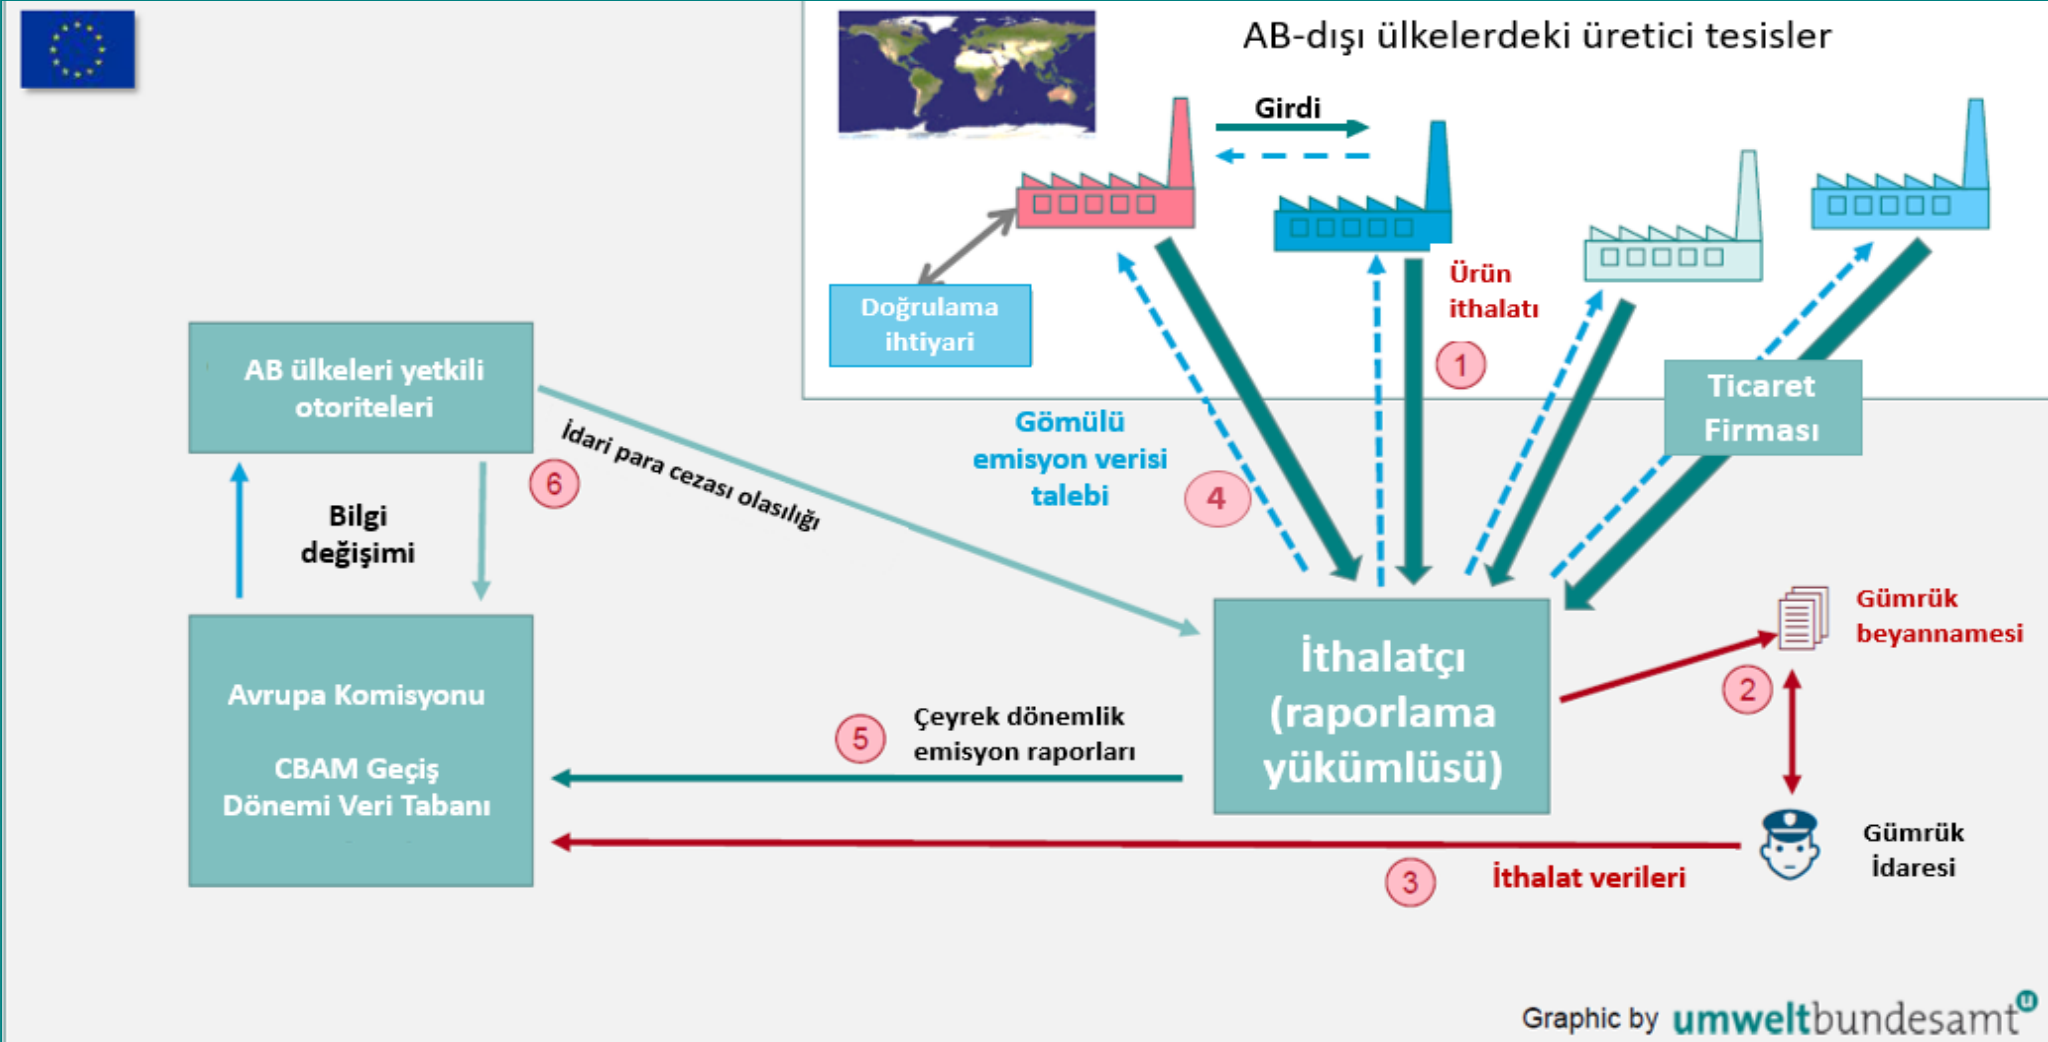 AB-dışı ülkelerdeki üretici tesisler
Girdi
Doğrulama
ihtiyari
Ürün
ithalatı
1
Ticaret
Firması
AB ülkeleri yetkili
otoriteleri
Gömülü
emisyon verisi
talebi
4
İdari para cezası olasılığı
6
Bilgi
değişimi
Gümrük
beyannamesi
2
İthalatçı
(raporlama
yükümlüsü)
Avrupa Komisyonu
CBAM Geçiş
Dönemi Veri Tabanı
5
Çeyrek dönemlik
emisyon raporları
Gümrük
İdaresi
3
İthalat verileri
Graphic by umweltbundesamt
u